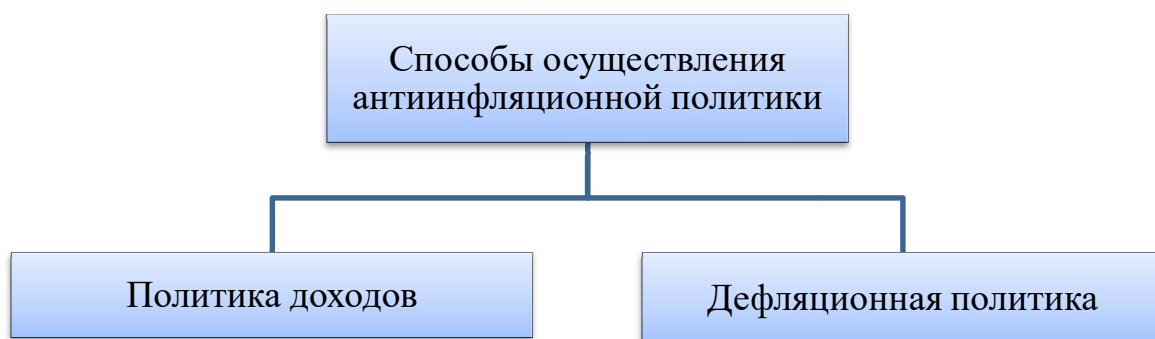 Способы осуществления
антиинфляционной политики
Политика доходов
Дефляционная политика